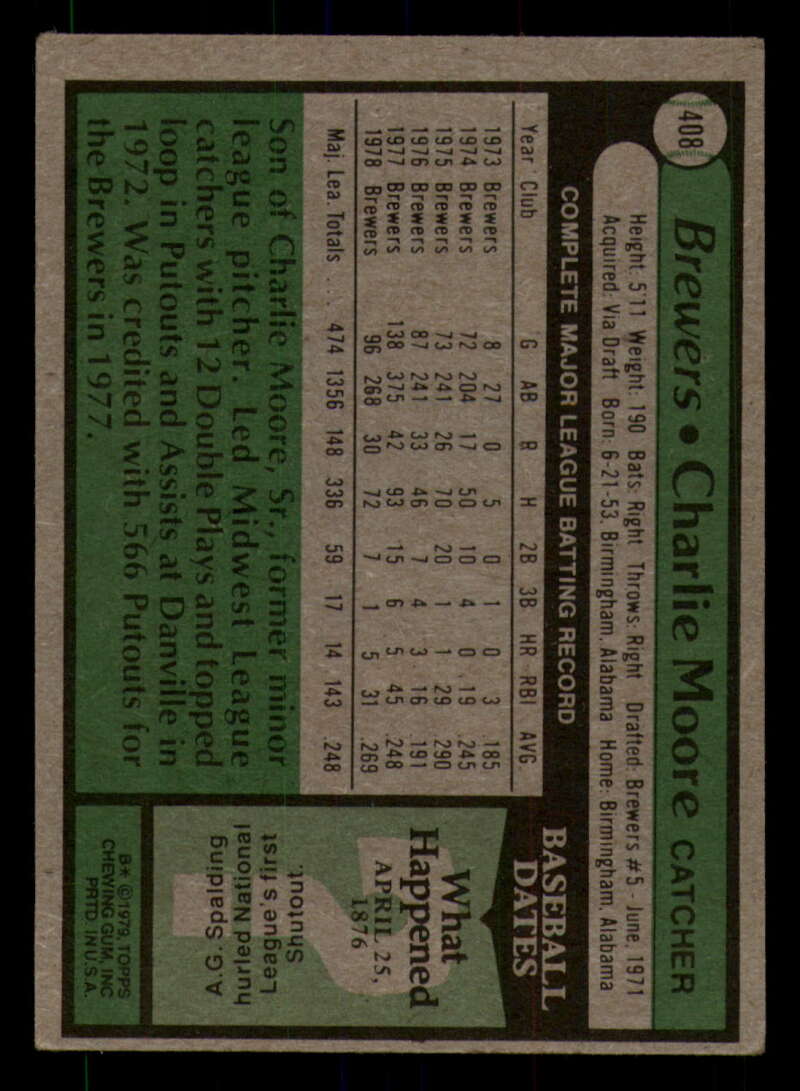 408
Brewers • Charlie Moore CATCHER
Height: 5'11 Weight: 190 Bats: Right Throws: Right Drafted: Brewers #5 - June, 1971
Acquired: Via Draft Born: 6-21-53, Birmingham, Alabama Home: Birmingham, Alabama
COMPLETE MAJOR LEAGUE BATTING RECORD
Year Club G AB R H 2B 3B HR RBI AVG.
1973 Brewers 8 27 0 5 0 1 0 3 .185
1974 Brewers 72 204 17 50 10 4 0 19 .245
1975 Brewers 73 241 26 70 20 1 1 29 .290
1976 Brewers 87 241 33 46 7 4 3 16 .191
1977 Brewers 138 375 42 93 15 6 5 45 .248
1978 Brewers 96 268 30 72 7 1 5 31 .269
Maj. Lea. Totals . . . 474 1356 148 336 59 17 14 143 .248
Son of Charlie Moore, Sr., former minor
league pitcher. Led Midwest League
catchers with 12 Double Plays and topped
loop in Putouts and Assists at Danville in
1972. Was credited with 566 Putouts for
the Brewers in 1977.
BASEBALL
DATES
What
Happened
APRIL 25,
1876
?
A.G. Spalding
hurled National
League's first
Shutout.
B* ©1979, TOPPS
CHEWING GUM, INC
PRTD. IN U.S.A.